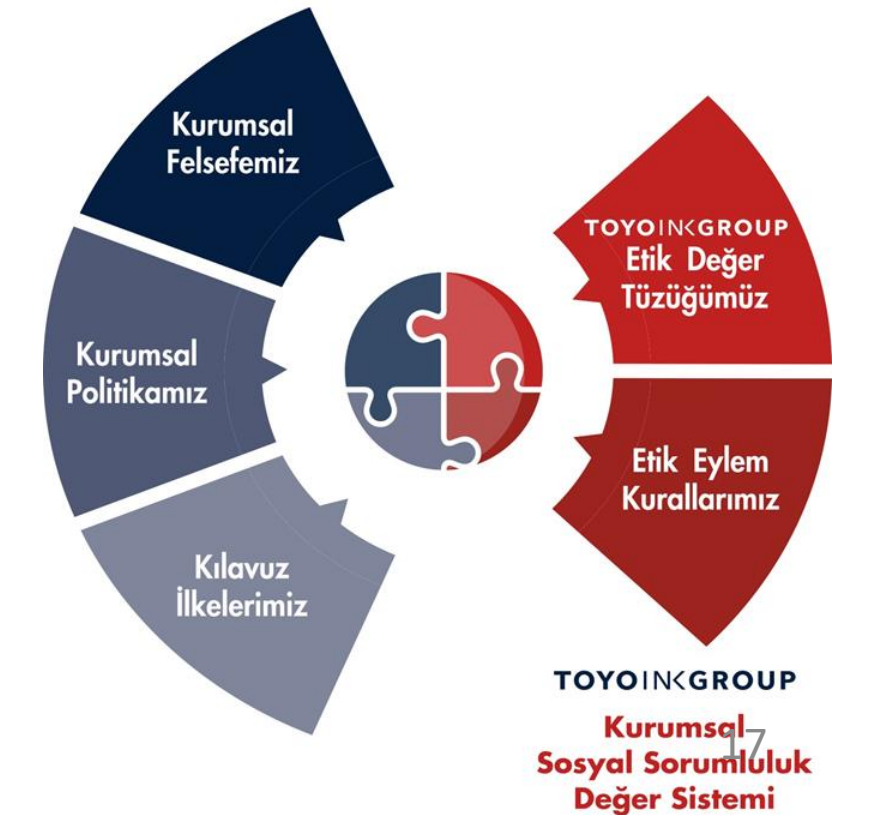 Kurumsal
Felsefemiz
Kurumsal
Politikamız
Kılavuz
İlkelerimiz
TOYOINKGROUP
Etik Değer
Tüzüğümüz
Etik Eylem
Kurallarımız
TOYOINKGROUP
Kurumsal
Sosyal Sorumluluk
Değer Sistemi
17